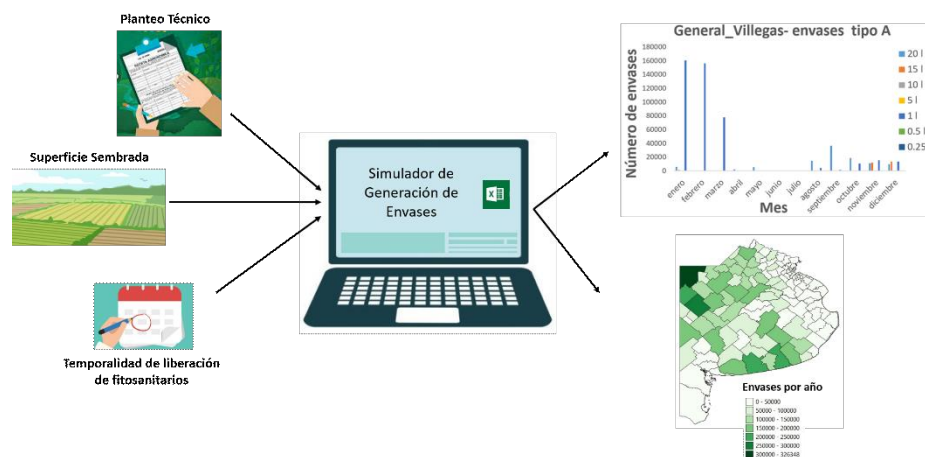 Planteo Técnico
Superficie Sembrada
Temporalidad de liberación
de fitosanitarios
Simulador de
Generación de
Envases
General_Villegas- envases tipo A
Número de envases
180000
160000
140000
120000
100000
80000
60000
40000
20000
0
enero
febrero
marzo
abril
mayo
junio
julio
agosto
septiembre
octubre
noviembre
diciembre
Mes
20 l
15 l
10 l
5 l
1 l
0.5 l
0.25
Envases por año
0 - 50000
50000 - 100000
100000 - 150000
150000 - 200000
200000 - 250000
250000 - 300000
300000 - 326348